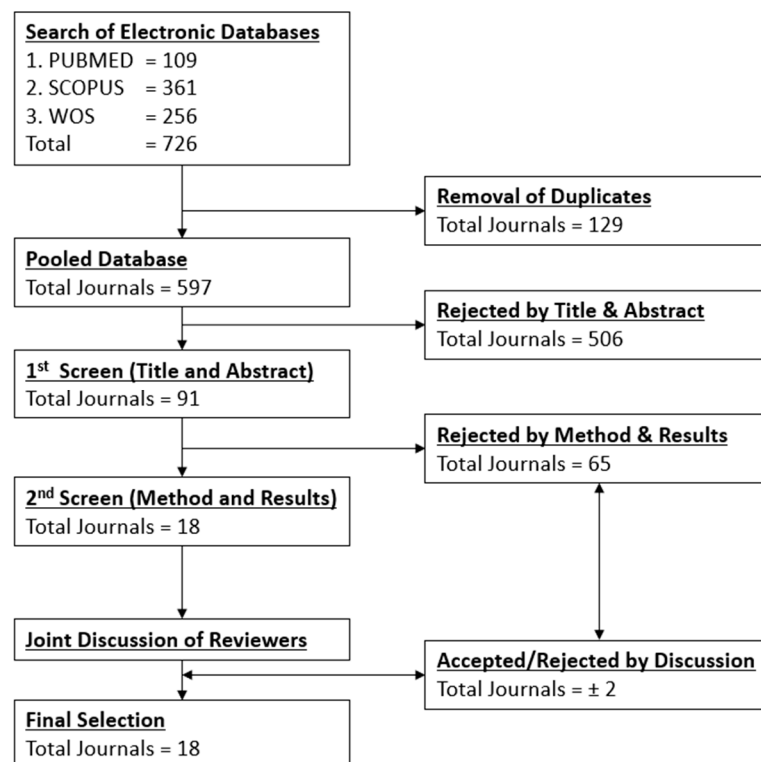 Search of Electronic Databases
1. PUBMED = 109
2. SCOPUS = 361
3. WOS = 256
Total = 726
Removal of Duplicates
Total Journals = 129
Pooled Database
Total Journals = 597
Rejected by Title & Abstract
Total Journals = 506
1st Screen (Title and Abstract)
Total Journals = 91
Rejected by Method & Results
Total Journals = 65
2nd Screen (Method and Results)
Total Journals = 18
Joint Discussion of Reviewers
Accepted/Rejected by Discussion
Total Journals = ± 2
Final Selection
Total Journals = 18